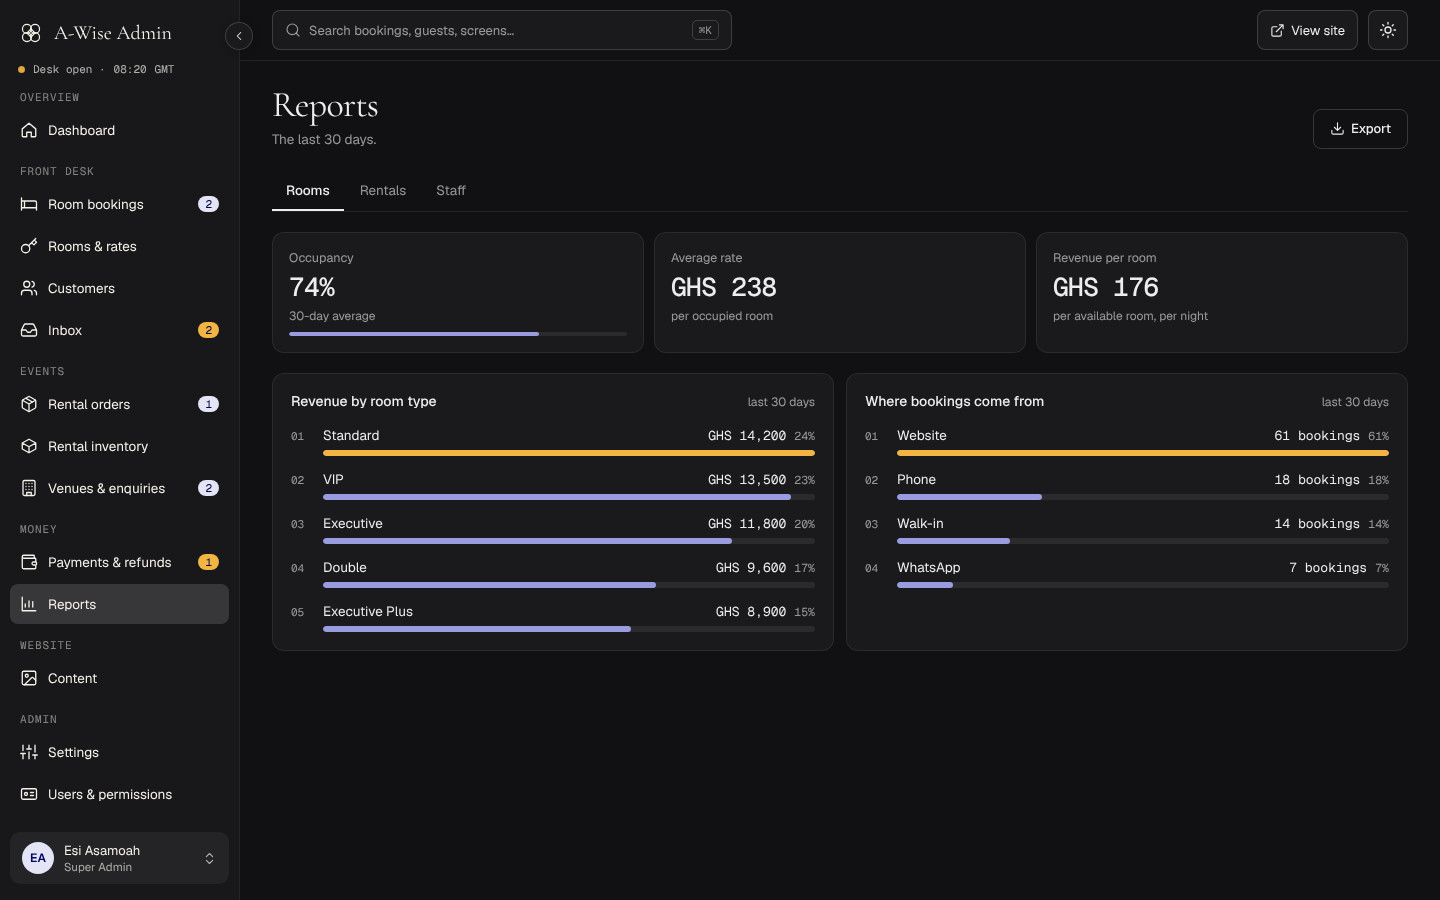 A-Wise Admin
Desk open · 08:20 GMT
OVERVIEW
Dashboard
FRONT DESK
Room bookings 2
Rooms & rates
Customers
Inbox 2
EVENTS
Rental orders 1
Rental inventory
Venues & enquiries 2
MONEY
Payments & refunds 1
Reports
WEBSITE
Content
ADMIN
Settings
Users & permissions
EA
Esi Asamoah
Super Admin
Search bookings, guests, screens... ⌘K
View site
Reports
The last 30 days.
Export
Rooms Rentals Staff
Occupancy
74%
30-day average
Average rate
GHS 238
per occupied room
Revenue per room
GHS 176
per available room, per night
Revenue by room type last 30 days
01 Standard GHS 14,200 24%
02 VIP GHS 13,500 23%
03 Executive GHS 11,800 20%
04 Double GHS 9,600 17%
05 Executive Plus GHS 8,900 15%
Where bookings come from last 30 days
01 Website 61 bookings 61%
02 Phone 18 bookings 18%
03 Walk-in 14 bookings 14%
04 WhatsApp 7 bookings 7%